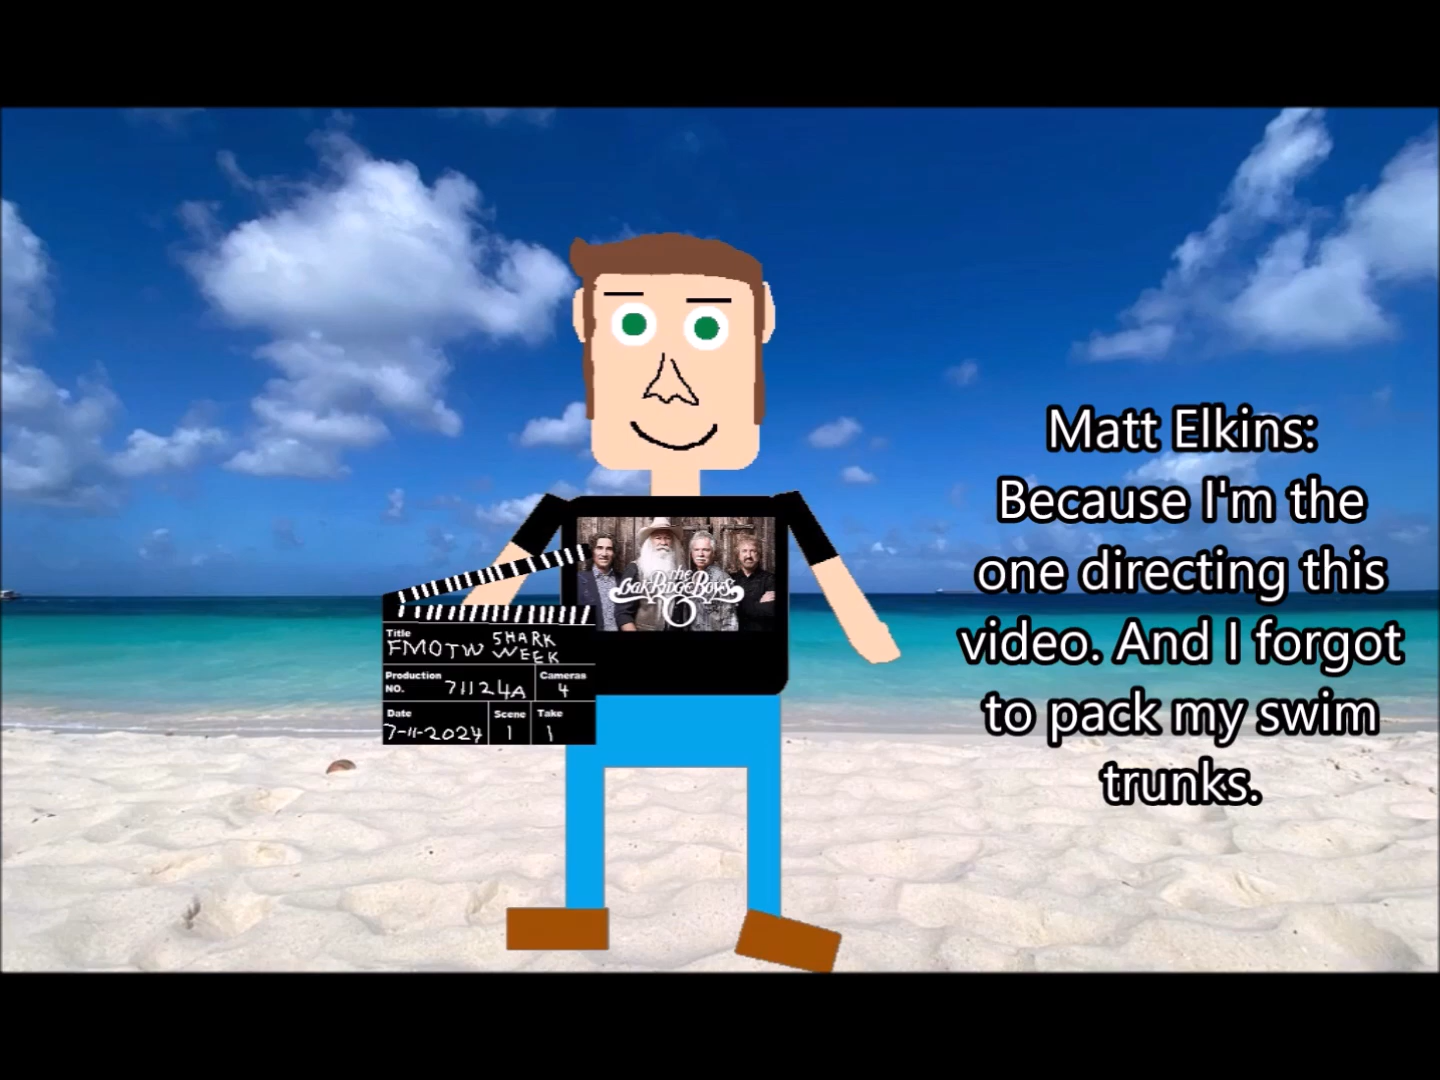 Matt Elkins:
Because I'm the
one directing this
video. And I forgot
to pack my swim
trunks.
the
Oak Ridge Boys
Title
FMOTW SHARK
WEEK
Production
NO. 71124A
Cameras
4
Date
7-11-2024
Scene
1
Take
1